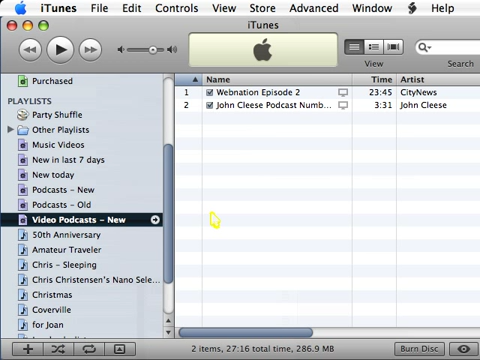 iTunes File Edit Controls View Store Advanced Window Help
iTunes
View
Search
Purchased
PLAYLISTS
Party Shuffle
Other Playlists
Music Videos
New in last 7 days
New today
Podcasts – New
Podcasts – Old
Video Podcasts – New
50th Anniversary
Amateur Traveler
Chris – Sleeping
Chris Christensen's Nano Sele...
Christmas
Coverville
for Joan
Name Time Artist
1 Webnation Episode 2 23:45 CityNews
2 John Cleese Podcast Numb... 3:31 John Cleese
2 items, 27:16 total time, 286.9 MB
Burn Disc